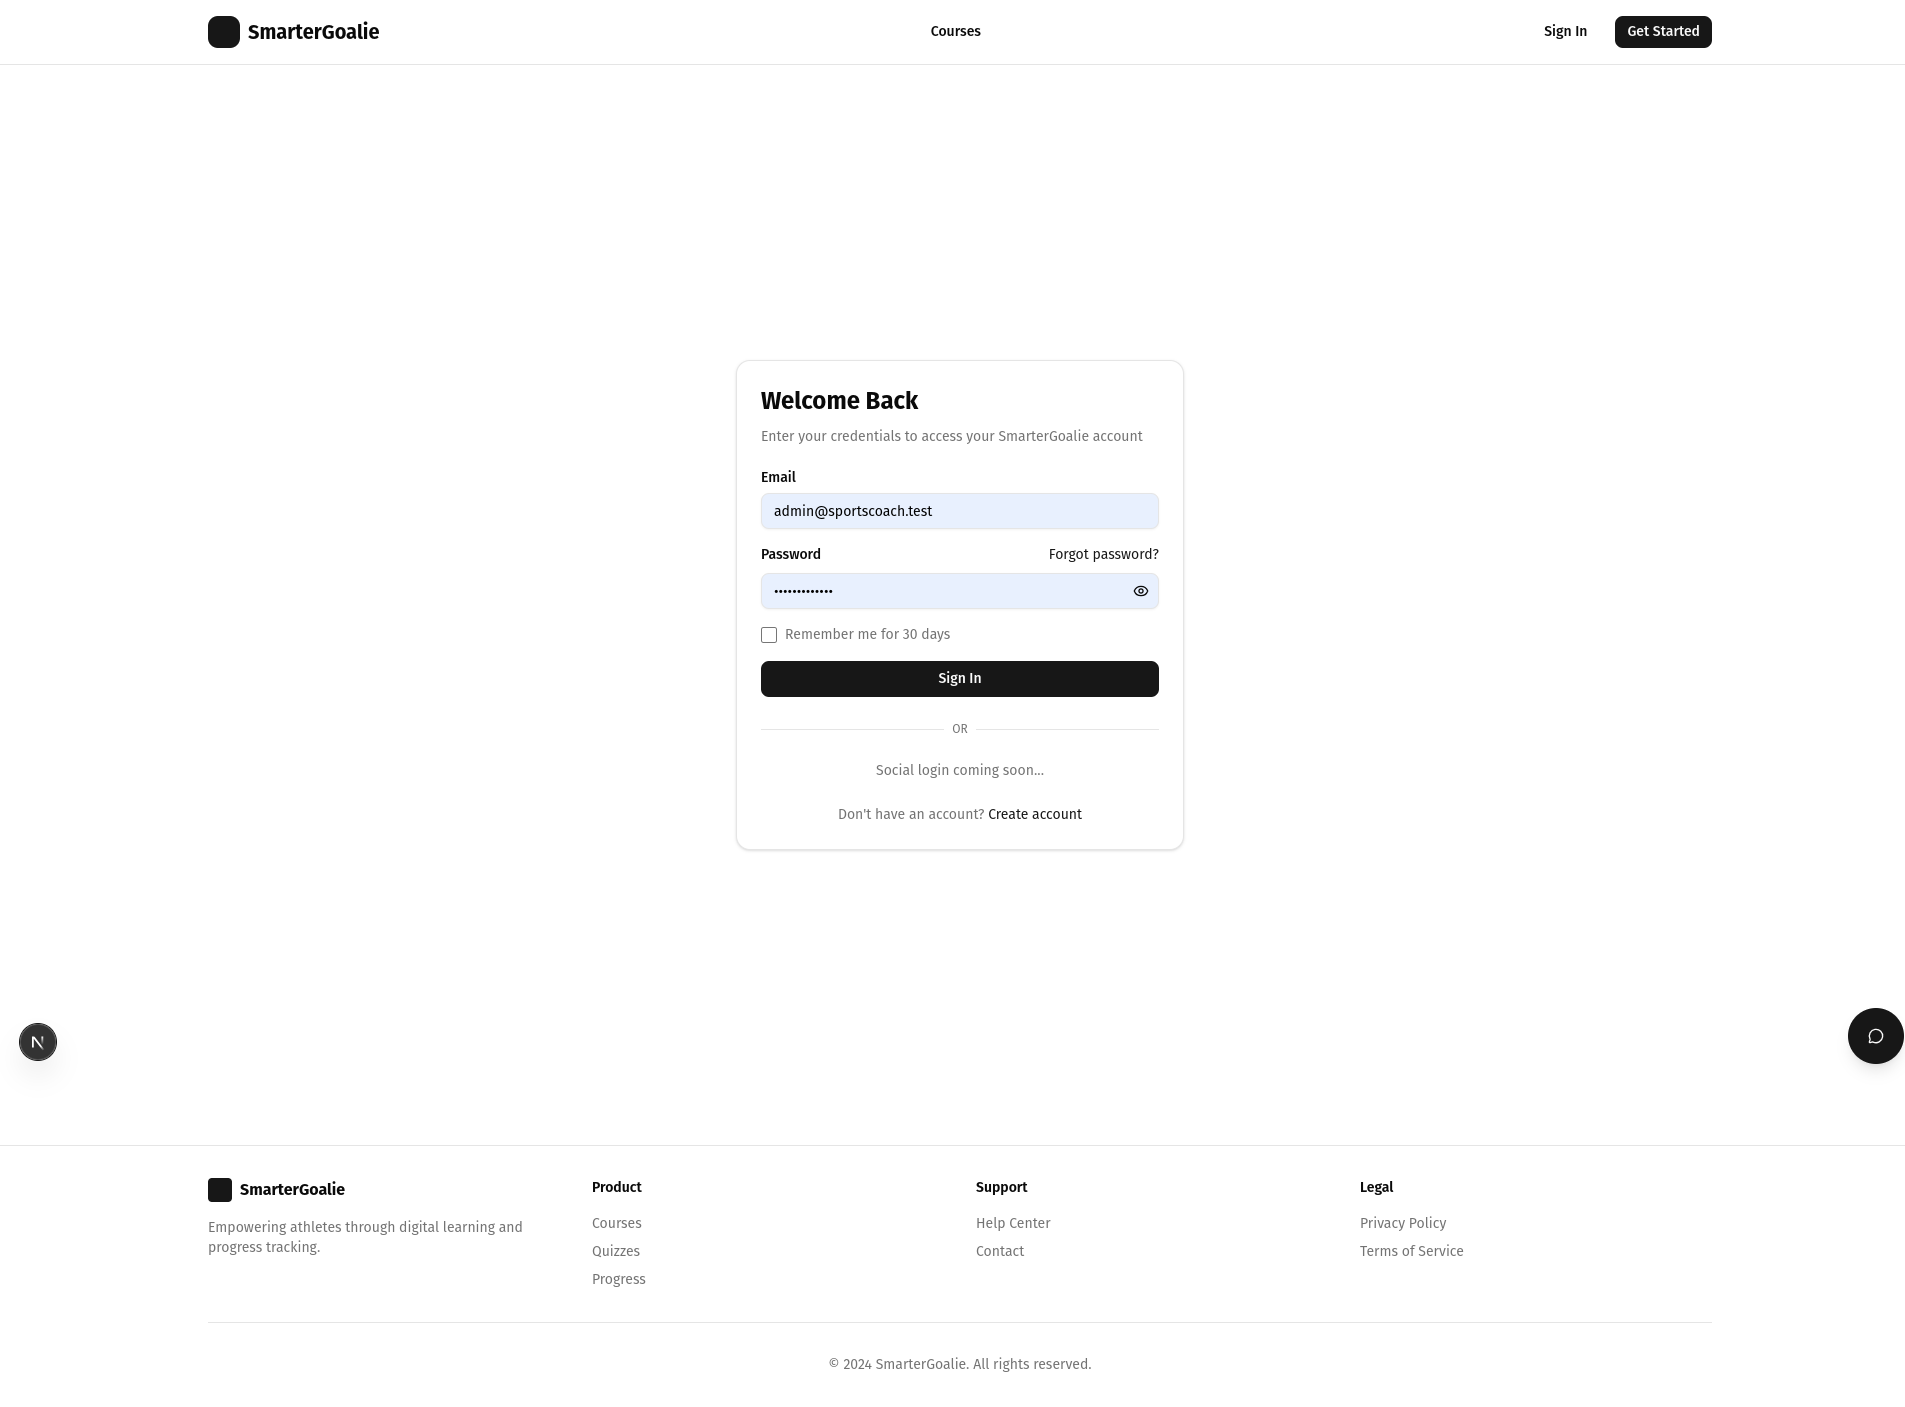 SmarterGoalie
Courses
Sign In
Get Started
Welcome Back
Enter your credentials to access your SmarterGoalie account
Email
admin@sportscoach.test
Password
Forgot password?
•••••••••••••
Remember me for 30 days
Sign In
OR
Social login coming soon...
Don't have an account? Create account
N
SmarterGoalie
Empowering athletes through digital learning and
progress tracking.
Product
Courses
Quizzes
Progress
Support
Help Center
Contact
Legal
Privacy Policy
Terms of Service
© 2024 SmarterGoalie. All rights reserved.